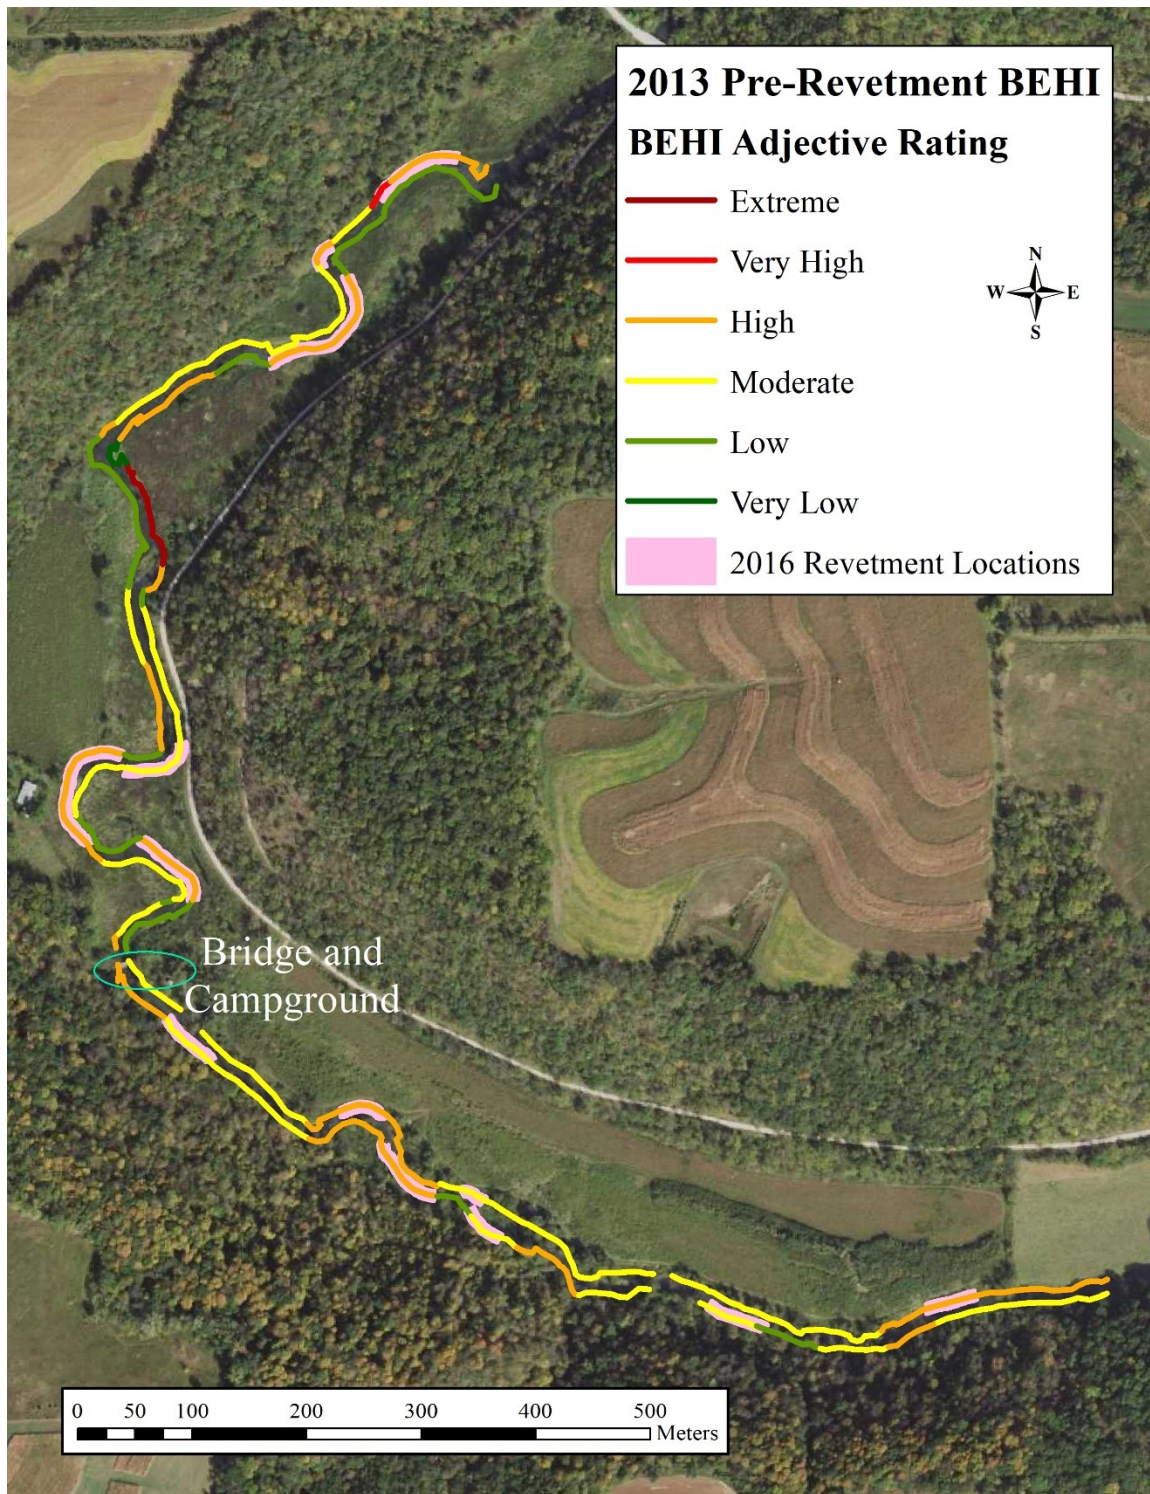 2013 Pre-Revetment BEHI
BEHI Adjective Rating
Extreme
Very High
High
Moderate
Low
Very Low
2016 Revetment Locations
N
W E
S
Bridge and
Campground
0 50 100 200 300 400 500
Meters